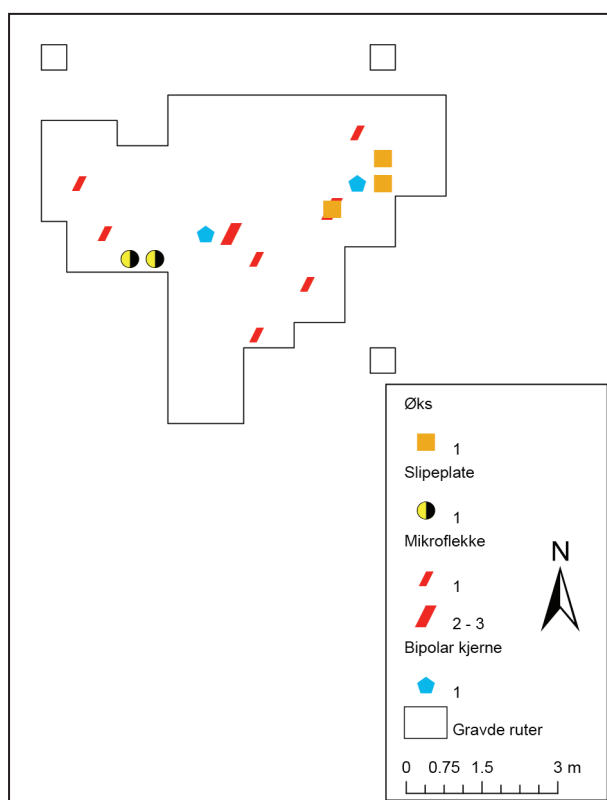 Øks
1
Slipeplate
1
Mikroflekke
1
2 - 3
Bipolar kjerne
1
Gravde ruter
N
0 0.75 1.5 3 m